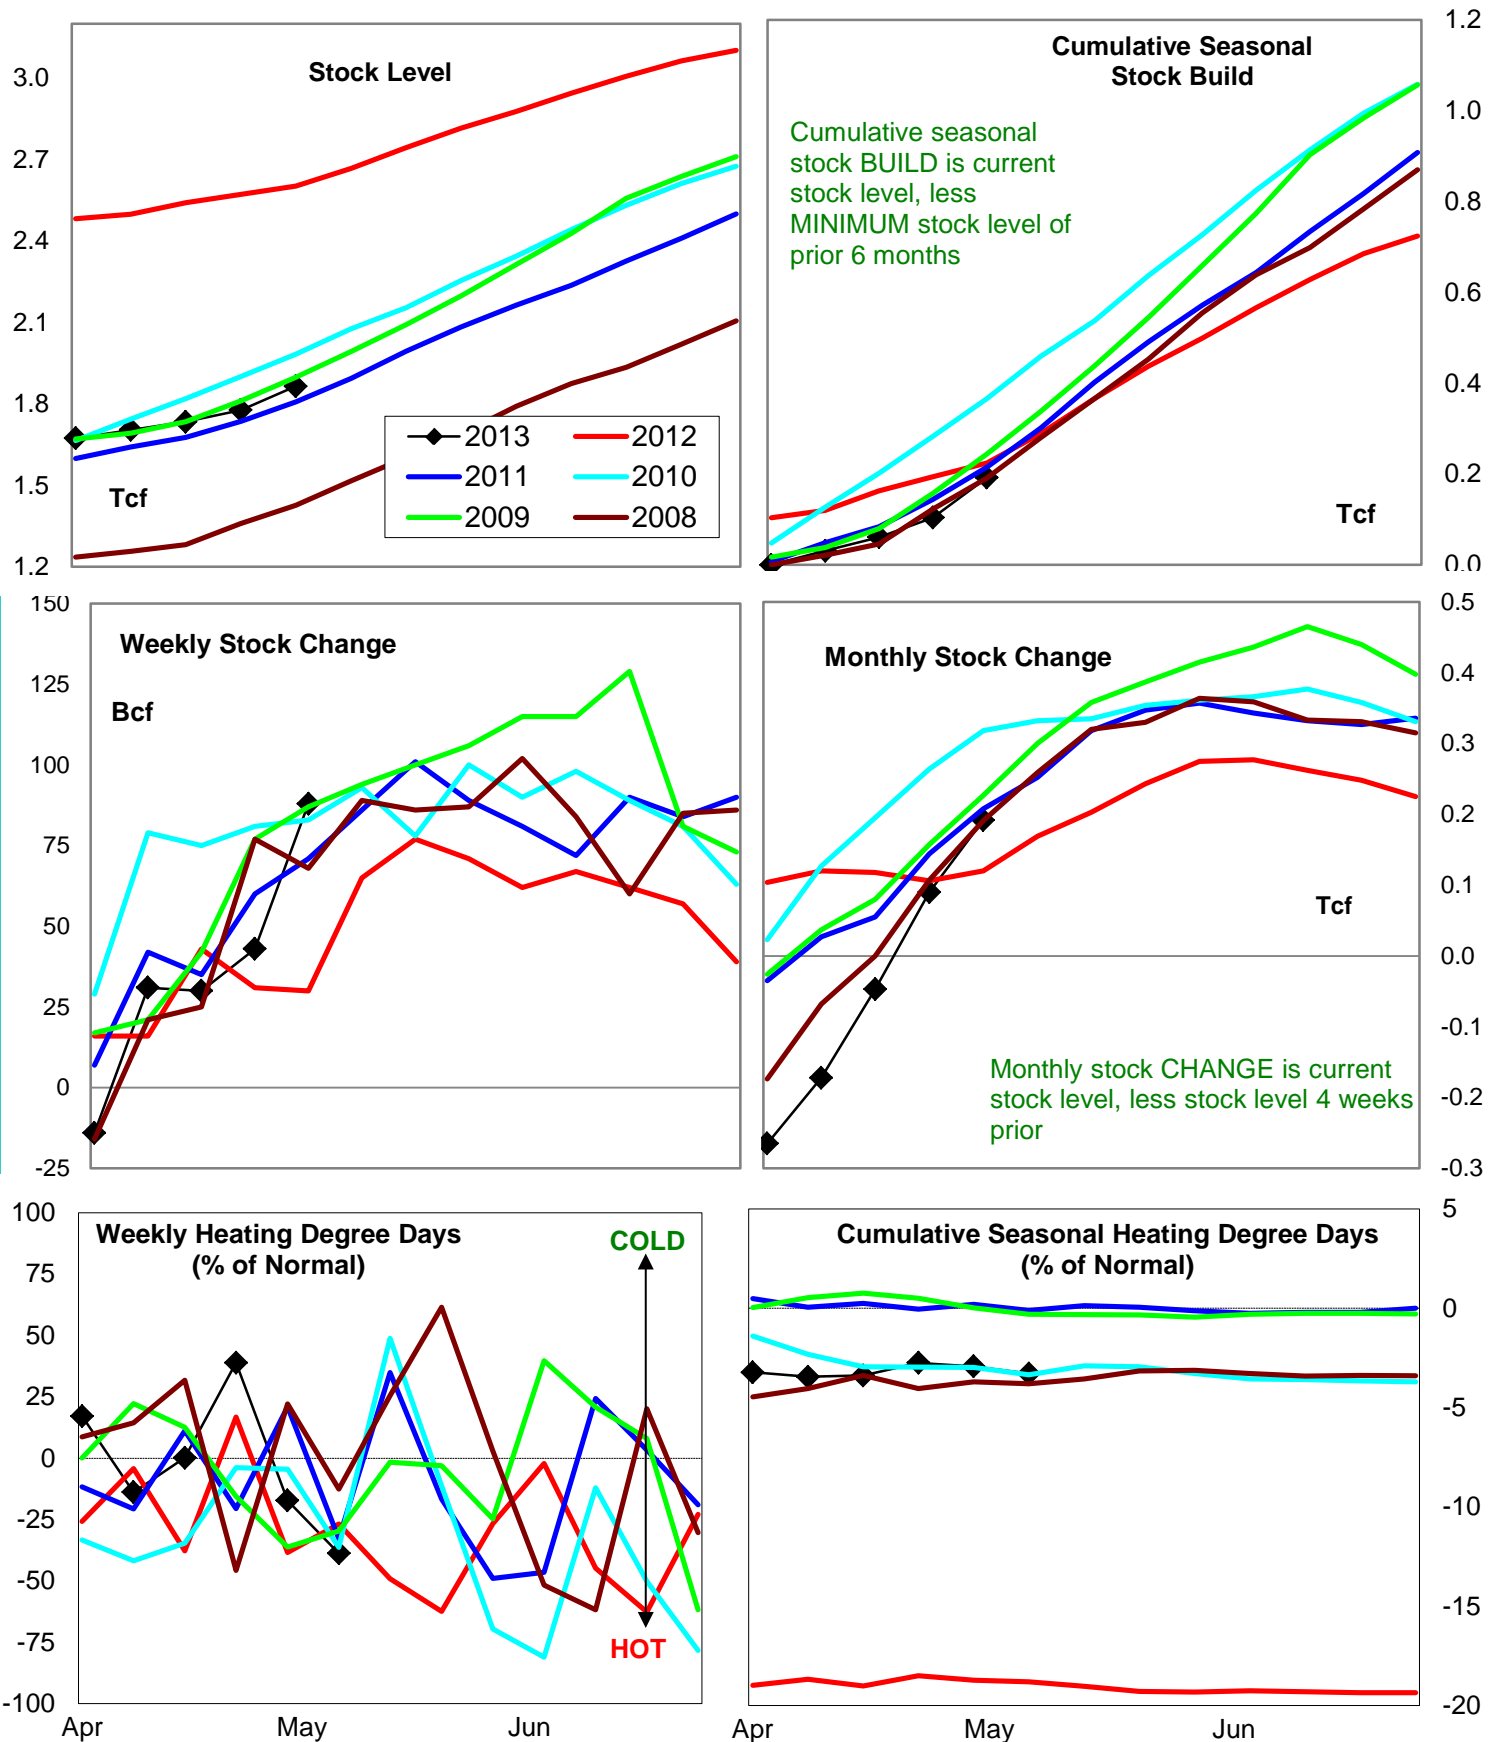 Stock Level
3.0
2.7
2.4
2.1
1.8
1.5
1.2
Tcf
2013
2012
2011
2010
2009
2008
Cumulative Seasonal
Stock Build
Cumulative seasonal
stock BUILD is current
stock level, less
MINIMUM stock level of
prior 6 months
Tcf
1.2
1.0
0.8
0.6
0.4
0.2
0.0
150
125
100
75
50
25
0
-25
Weekly Stock Change
Bcf
Monthly Stock Change
Tcf
Monthly stock CHANGE is current
stock level, less stock level 4 weeks
prior
0.5
0.4
0.3
0.2
0.1
0.0
-0.1
-0.2
-0.3
100
75
50
25
0
-25
-50
-75
-100
Weekly Heating Degree Days
(% of Normal)
COLD
HOT
Apr
May
Jun
Cumulative Seasonal Heating Degree Days
(% of Normal)
5
0
-5
-10
-15
-20
Apr
May
Jun